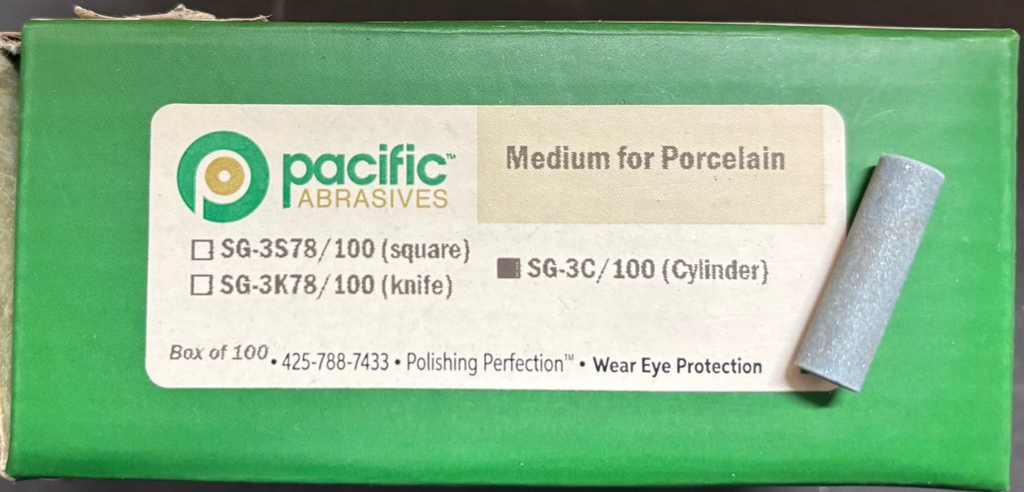 pacific™
ABRASIVES
Medium for Porcelain
SG-3S78/100 (square)
SG-3K78/100 (knife)
SG-3C/100 (Cylinder)
Box of 100 • 425-788-7433 • Polishing Perfection™ • Wear Eye Protection